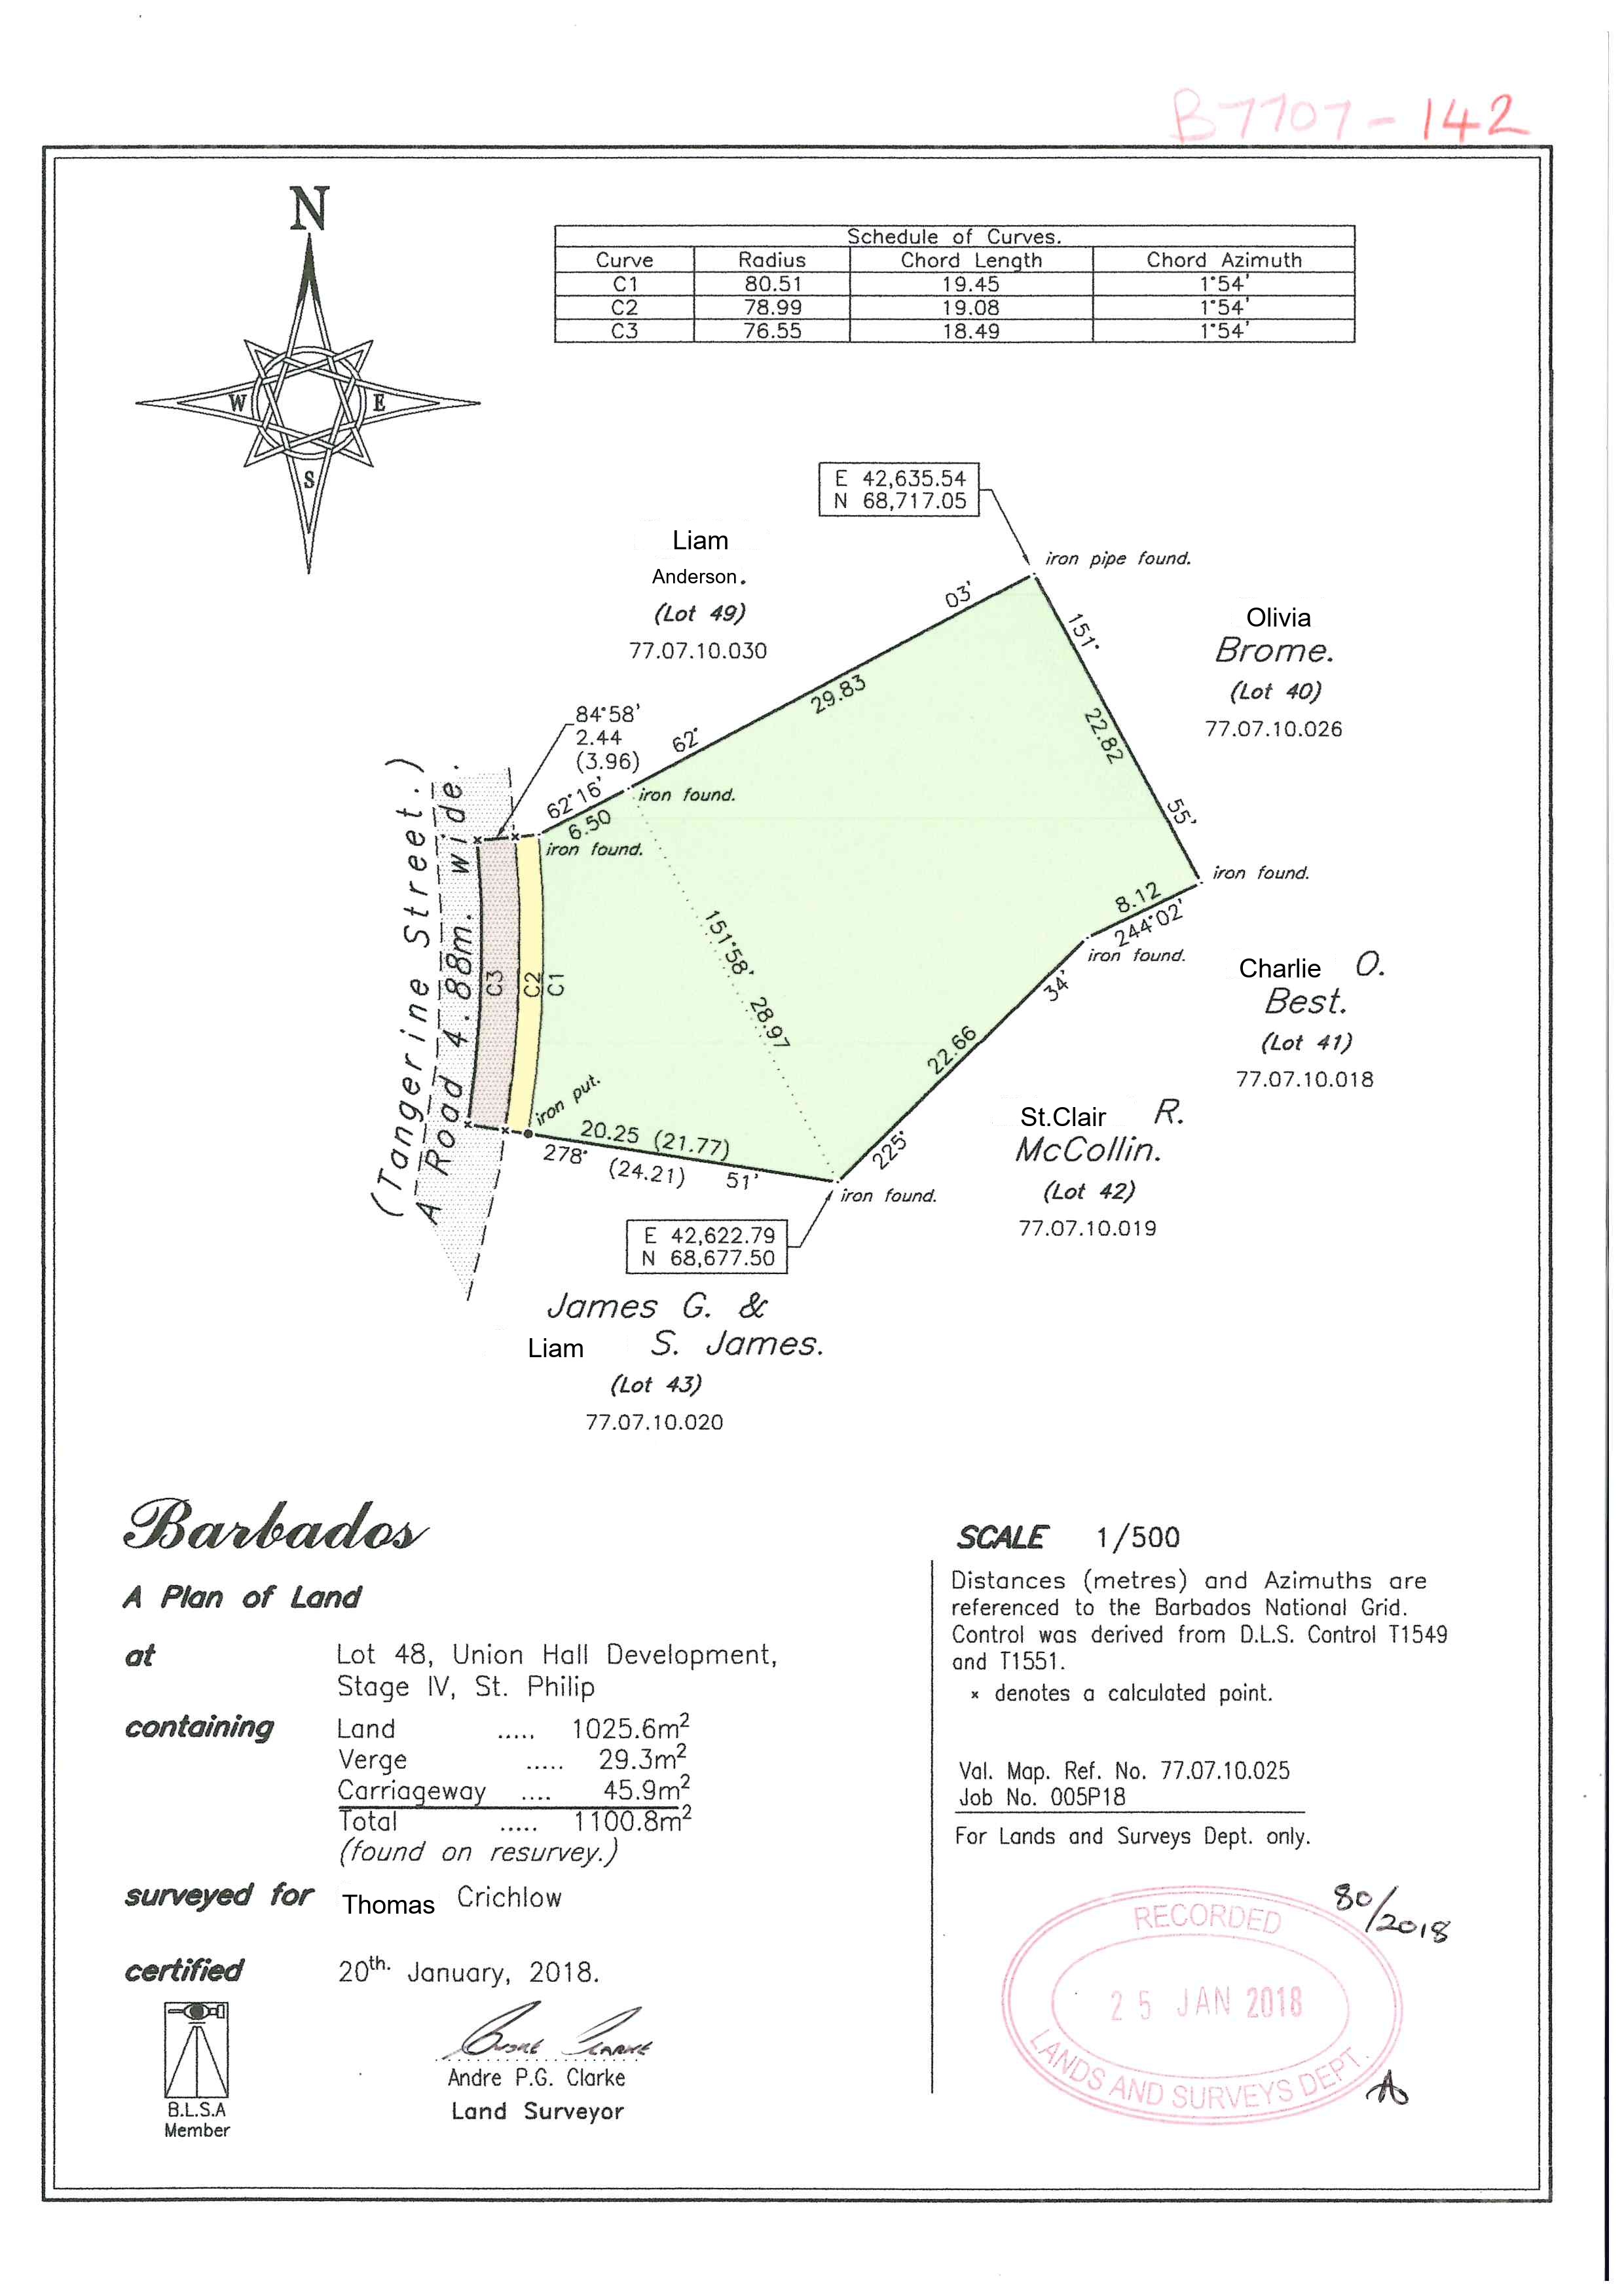 B7707-142
N
W
E
S
Schedule of Curves.
Curve Radius Chord Length Chord Azimuth
C1 80.51 19.45 1°54'
C2 78.99 19.08 1°54'
C3 76.55 18.49 1°54'
E 42,635.54
N 68,717.05
iron pipe found.
Liam
Anderson.
(Lot 49)
77.07.10.030
Olivia
Brome.
(Lot 40)
77.07.10.026
62° 03'
29.83
151° 55'
22.82
84°58'
2.44
(3.96)
62°16'
6.50
iron found.
iron found.
iron found.
8.12
244°02'
iron found.
(Tangerine Street.)
A Road 4.88m. wide.
C3
C2
C1
151°58' 28.97
Charlie O.
Best.
(Lot 41)
77.07.10.018
225° 34'
22.66
iron put.
20.25 (21.77)
278° (24.21) 51'
iron found.
St.Clair R.
McCollin.
(Lot 42)
77.07.10.019
E 42,622.79
N 68,677.50
James G. &
Liam S. James.
(Lot 43)
77.07.10.020
Barbados
A Plan of Land
at Lot 48, Union Hall Development,
Stage IV, St. Philip
containing Land ..... 1025.6m²
Verge ..... 29.3m²
Carriageway .... 45.9m²
Total ..... 1100.8m²
(found on resurvey.)
surveyed for Thomas Crichlow
certified 20th. January, 2018.
B.L.S.A
Member
Andre Clarke
Andre P.G. Clarke
Land Surveyor
SCALE 1/500
Distances (metres) and Azimuths are
referenced to the Barbados National Grid.
Control was derived from D.L.S. Control T1549
and T1551.
× denotes a calculated point.
Val. Map. Ref. No. 77.07.10.025
Job No. 005P18
For Lands and Surveys Dept. only.
80/2018
RECORDED
25 JAN 2018
LANDS AND SURVEYS DEPT.